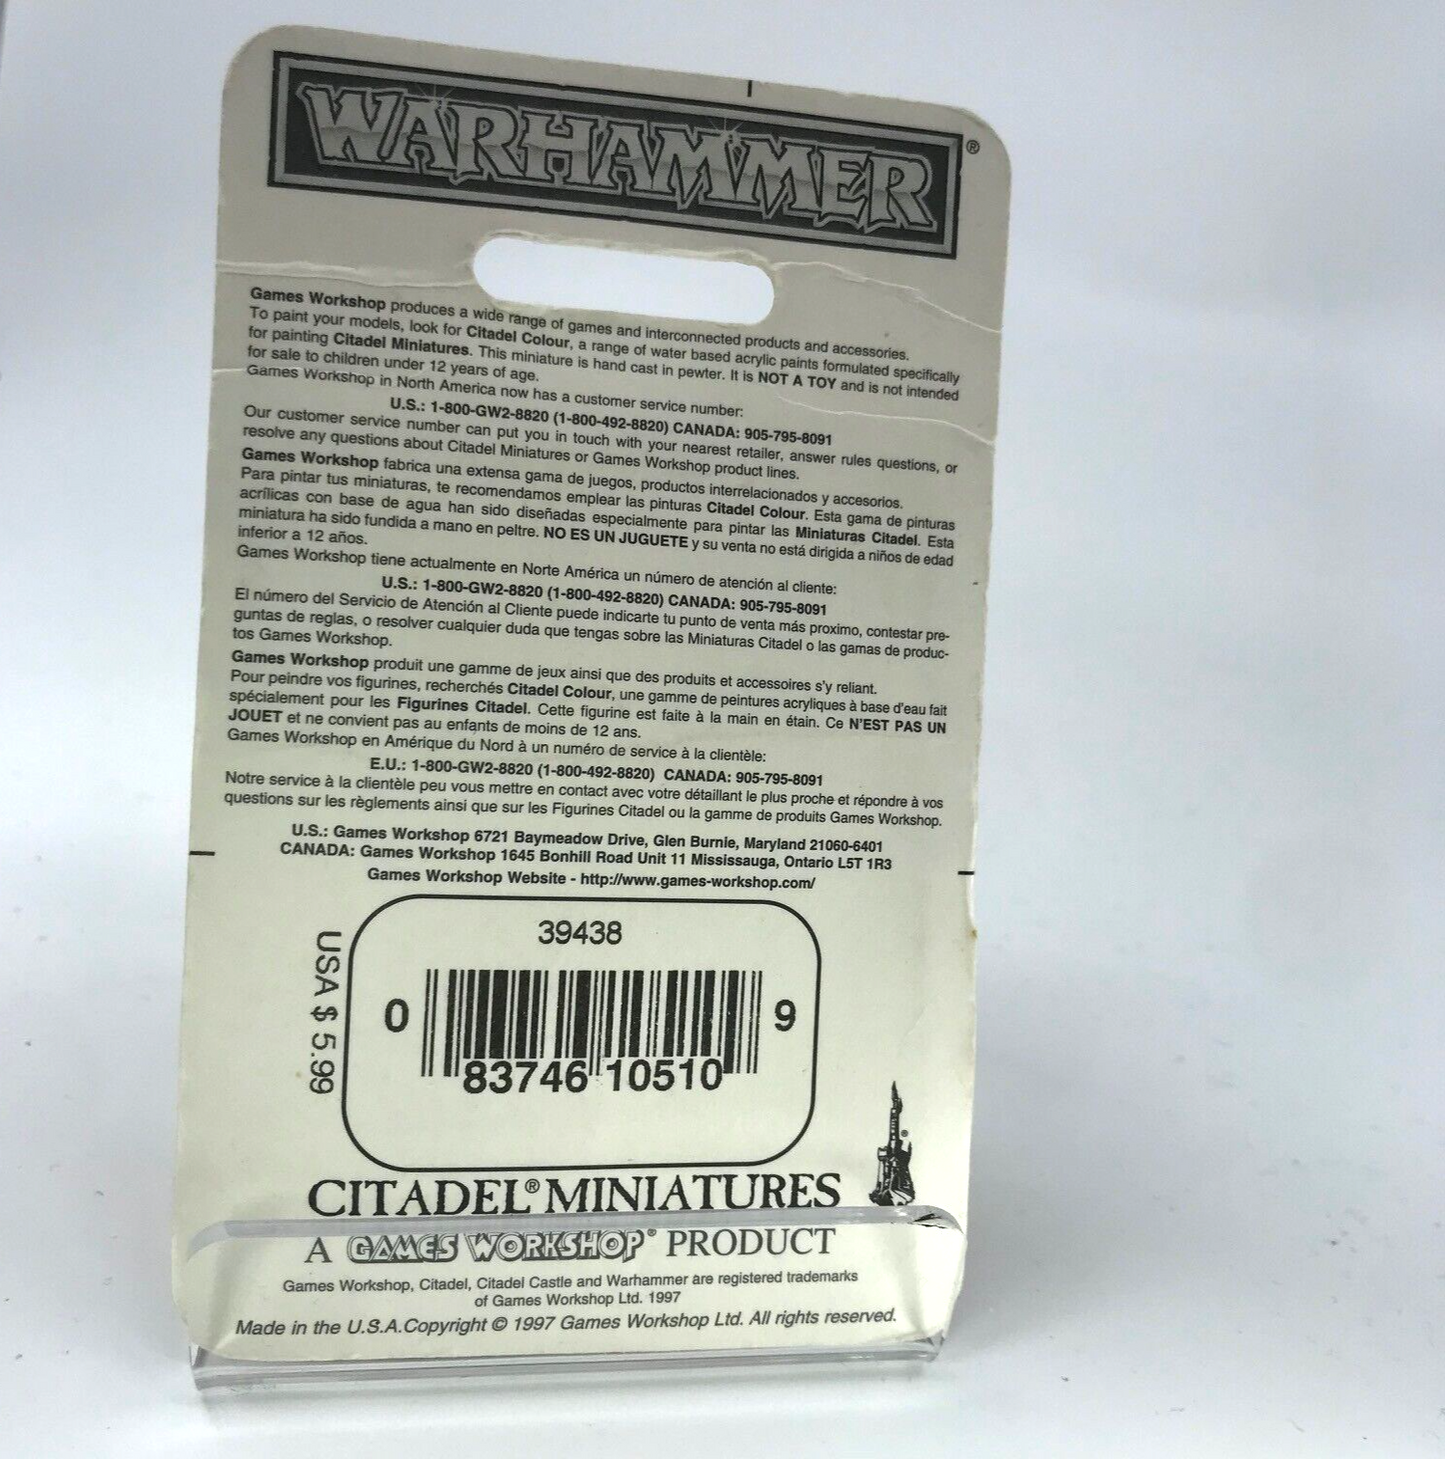 WARHAMMER®
Games Workshop produces a wide range of games and interconnected products and accessories.
To paint your models, look for Citadel Colour, a range of water based acrylic paints formulated specifically
for painting Citadel Miniatures. This miniature is hand cast in pewter. It is NOT A TOY and is not intended
for sale to children under 12 years of age.
Games Workshop in North America now has a customer service number:
U.S.: 1-800-GW2-8820 (1-800-492-8820) CANADA: 905-795-8091
Our customer service number can put you in touch with your nearest retailer, answer rules questions, or
resolve any questions about Citadel Miniatures or Games Workshop product lines.
Games Workshop fabrica una extensa gama de juegos, productos interrelacionados y accesorios.
Para pintar tus miniaturas, te recomendamos emplear las pinturas Citadel Colour. Esta gama de pinturas
acrílicas con base de agua han sido diseñadas especialmente para pintar las Miniaturas Citadel. Esta
miniatura ha sido fundida a mano en peltre. NO ES UN JUGUETE y su venta no está dirigida a niños de edad
inferior a 12 años.
Games Workshop tiene actualmente en Norte América un número de atención al cliente:
U.S.: 1-800-GW2-8820 (1-800-492-8820) CANADA: 905-795-8091
El número del Servicio de Atención al Cliente puede indicarte tu punto de venta más proximo, contestar pre-
guntas de reglas, o resolver cualquier duda que tengas sobre las Miniaturas Citadel o las gamas de produc-
tos Games Workshop.
Games Workshop produit une gamme de jeux ainsi que des produits et accessoires s'y reliant.
Pour peindre vos figurines, recherchés Citadel Colour, une gamme de peintures acryliques à base d'eau fait
spécialement pour les Figurines Citadel. Cette figurine est faite à la main en étain. Ce N'EST PAS UN
JOUET et ne convient pas au enfants de moins de 12 ans.
Games Workshop en Amérique du Nord à un numéro de service à la clientèle:
E.U.: 1-800-GW2-8820 (1-800-492-8820) CANADA: 905-795-8091
Notre service à la clientèle peu vous mettre en contact avec votre détaillant le plus proche et répondre à vos
questions sur les règlements ainsi que sur les Figurines Citadel ou la gamme de produits Games Workshop.
U.S.: Games Workshop 6721 Baymeadow Drive, Glen Burnie, Maryland 21060-6401
CANADA: Games Workshop 1645 Bonhill Road Unit 11 Mississauga, Ontario L5T 1R3
Games Workshop Website - http://www.games-workshop.com/
USA $ 5.99
39438
0 83746 10510 9
CITADEL® MINIATURES
A GAMES WORKSHOP® PRODUCT
Games Workshop, Citadel, Citadel Castle and Warhammer are registered trademarks
of Games Workshop Ltd. 1997
Made in the U.S.A.Copyright © 1997 Games Workshop Ltd. All rights reserved.